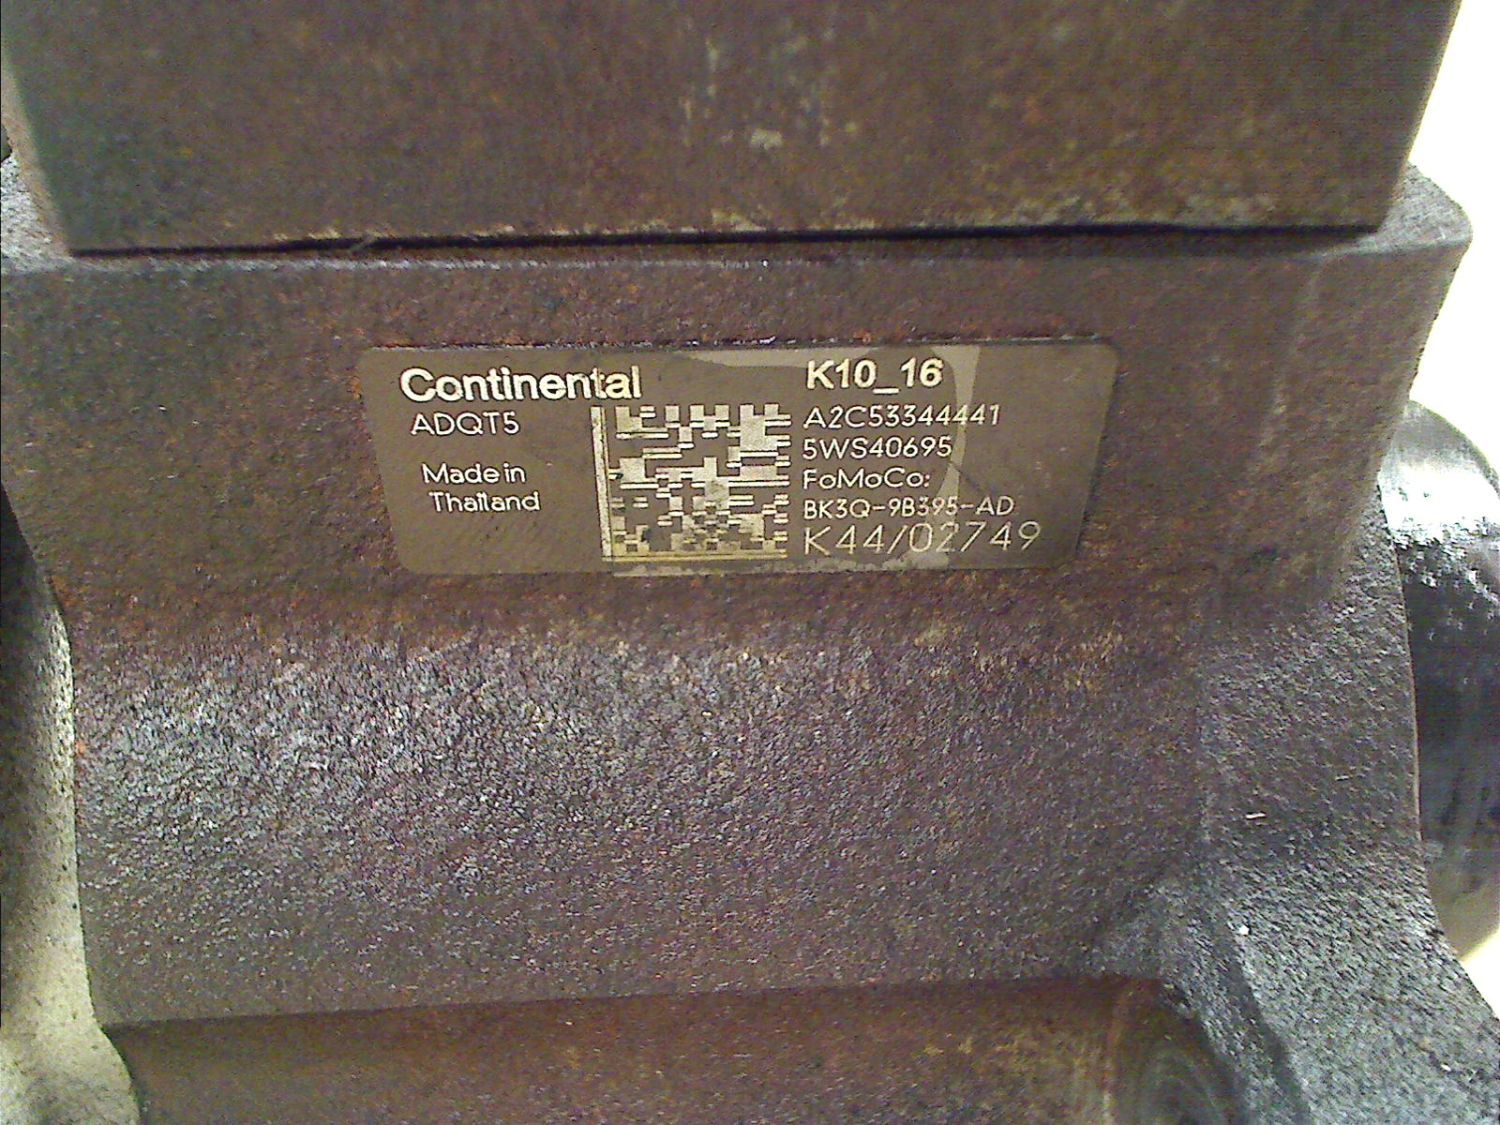 Continental
ADQT5
Made in
Thailand
K10_16
A2C53344441
5WS40695
FoMoCo:
BK3Q-9B395-AD
K44/02749